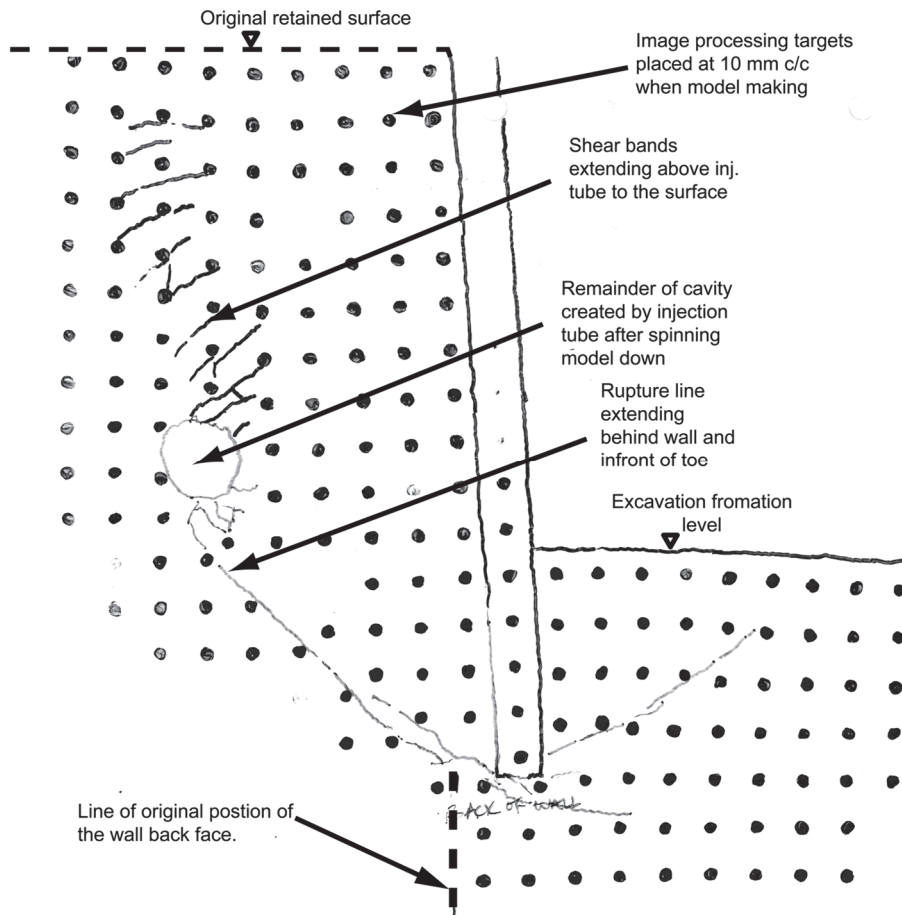 Original retained surface
Image processing targets
placed at 10 mm c/c
when model making
Shear bands
extending above inj.
tube to the surface
Remainder of cavity
created by injection
tube after spinning
model down
Rupture line
extending
behind wall and
infront of toe
Excavation fromation
level
Line of original postion of
the wall back face.
BACK OF WALL